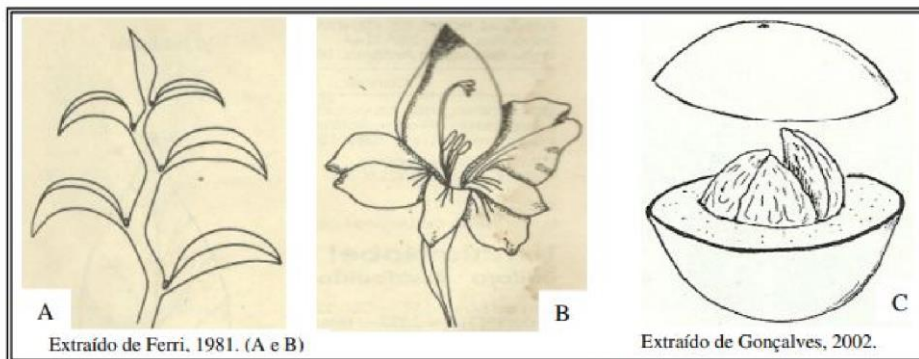 A
B
C
Extraído de Ferri, 1981. (A e B)
Extraído de Gonçalves, 2002.